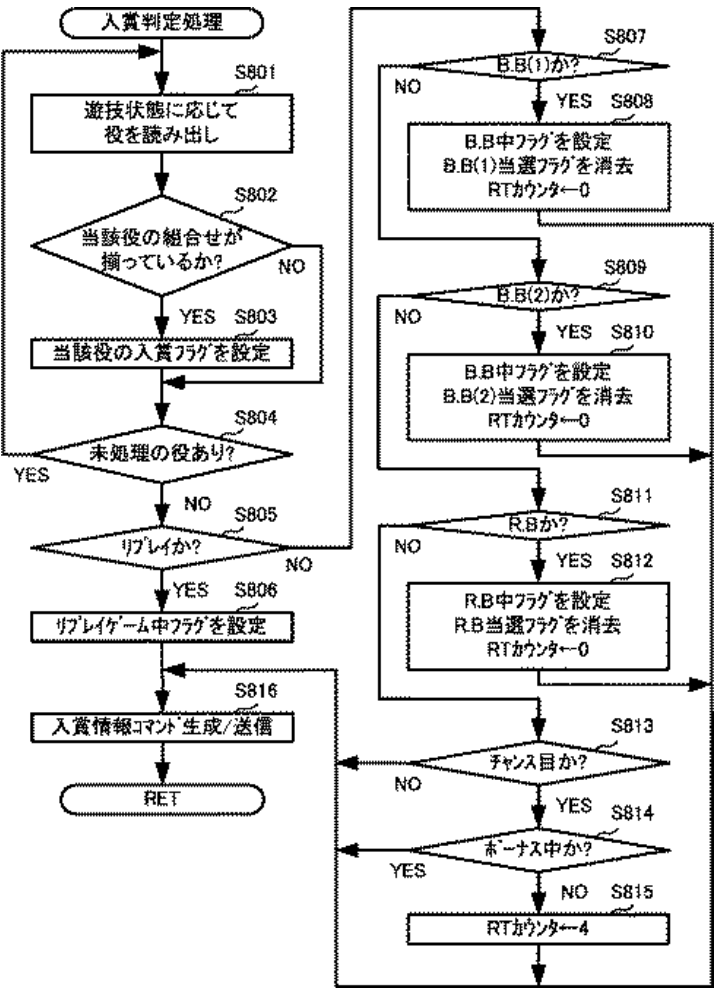 入賞判定処理
S801
遊技状態に応じて
役を読み出し
S802
当該役の組合せが
揃っているか?
NO
YES
S803
当該役の入賞フラグを設定
S804
未処理の役あり?
YES
NO
S805
リプレイか?
NO
YES
S806
リプレイゲーム中フラグを設定
S816
入賞情報コマンド生成/送信
RET
S807
B.B(1)か?
NO
YES
S808
B.B中フラグを設定
B.B(1)当選フラグを消去
RTカウンタ←0
S809
B.B(2)か?
NO
YES
S810
B.B中フラグを設定
B.B(2)当選フラグを消去
RTカウンタ←0
S811
R.Bか?
NO
YES
S812
R.B中フラグを設定
R.B当選フラグを消去
RTカウンタ←0
S813
チャンス目か?
NO
YES
S814
ボーナス中か?
YES
NO
S815
RTカウンタ←4